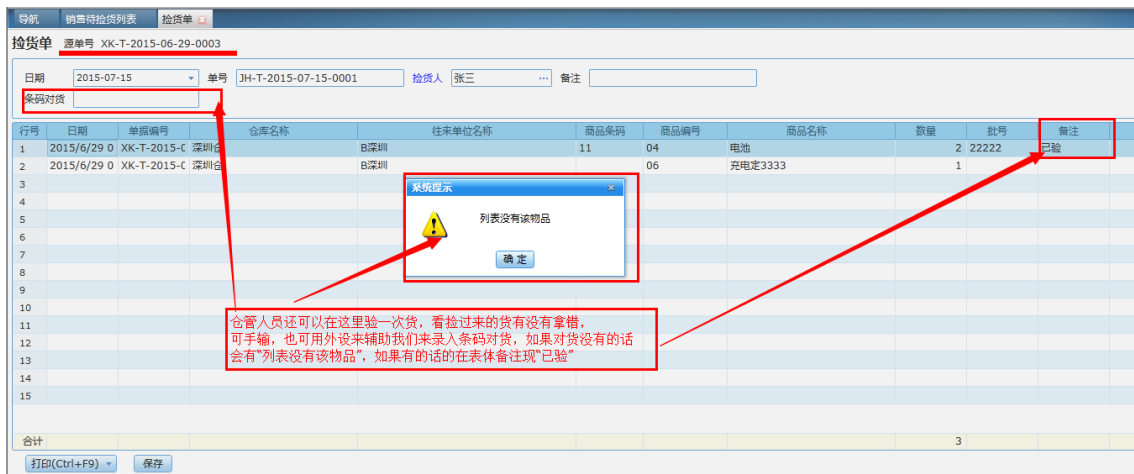 导航 销售待捡货列表 捡货单
捡货单 源单号 XK-T-2015-06-29-0003
日期 2015-07-15 单号 JH-T-2015-07-15-0001 捡货人 张三 ... 备注
条码对货
行号 日期 单据编号 仓库名称 往来单位名称 商品条码 商品编号 商品名称 数量 批号 备注
1 2015/6/29 0 XK-T-2015-0 深圳仓 B深圳 11 04 电池 2 22222 已验
2 2015/6/29 0 XK-T-2015-0 深圳仓 B深圳 06 充电定3333 1
3
系统提示
4
列表没有该物品
5
6
7
确 定
8
9
10
仓管人员还可以在这里验一次货，看捡过来的货有没有拿错，
11
可手输，也可用外设来辅助我们来录入条码对货，如果对货没有的话
12
会有“列表没有该物品”，如果有的话的在表体备注现“已验”
13
14
15
合计 3
打印(Ctrl+F9) 保存